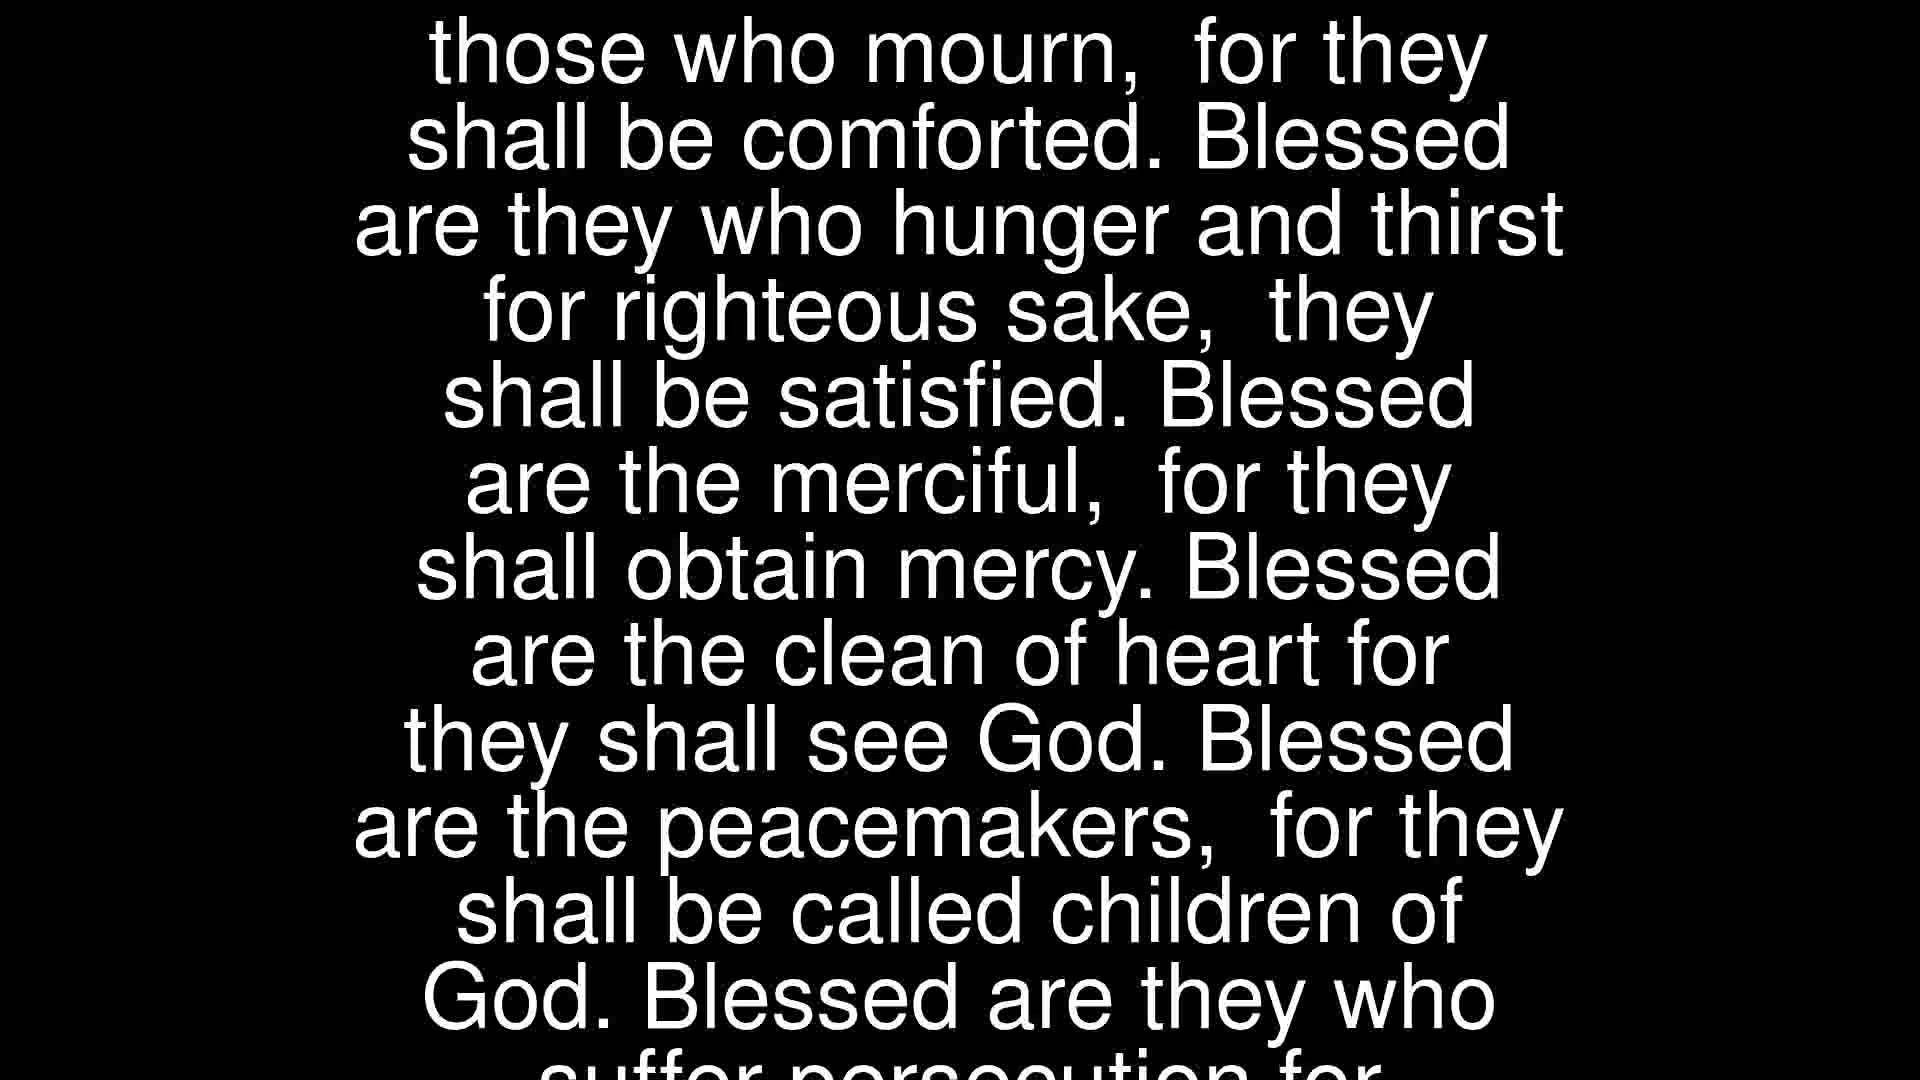 those who mourn,  for they
shall be comforted. Blessed
are they who hunger and thirst
for righteous sake,  they
shall be satisfied. Blessed
are the merciful,  for they
shall obtain mercy. Blessed
are the clean of heart for
they shall see God. Blessed
are the peacemakers,  for they
shall be called children of
God. Blessed are they who
suffer persecution for